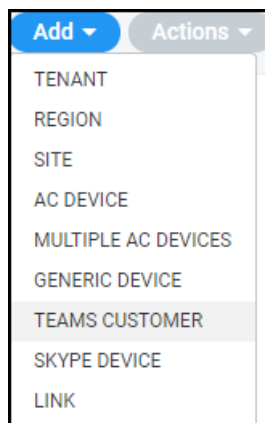 Add Actions
TENANT
REGION
SITE
AC DEVICE
MULTIPLE AC DEVICES
GENERIC DEVICE
TEAMS CUSTOMER
SKYPE DEVICE
LINK